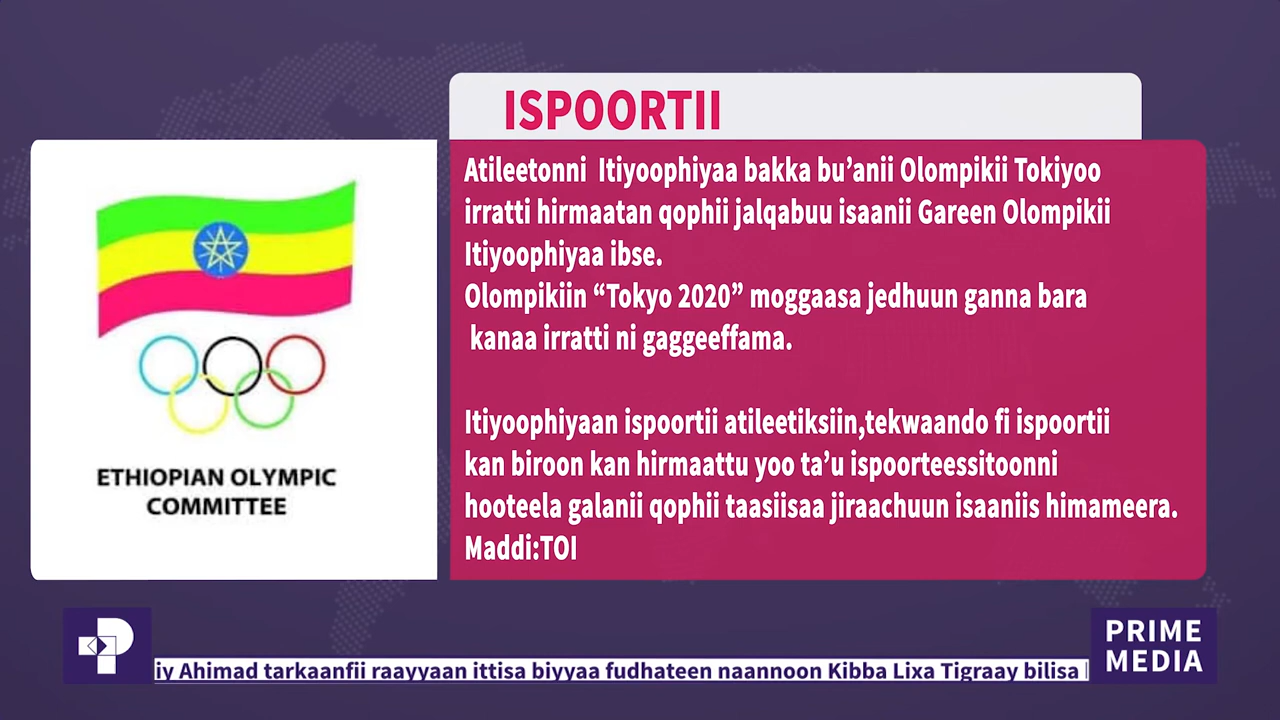 ISPOORTII
Atileetonni Itiyoophiyaa bakka bu’anii Olompikii Tokiyoo
irratti hirmaatan qophii jalqabuu isaanii Gareen Olompikii
Itiyoophiyaa ibse.
Olompikiin “Tokyo 2020” moggaasa jedhuun ganna bara
kanaa irratti ni gaggeeffama.
Itiyoophiyaan ispoortii atileetiksiin,tekwaando fi ispoortii
kan biroon kan hirmaattu yoo ta’u ispoorteessitoonni
hooteela galanii qophii taasiisaa jiraachuun isaaniis himameera.
Maddi:TOI
ETHIOPIAN OLYMPIC
COMMITTEE
iy Ahimad tarkaanfii raayyaan ittisa biyyaa fudhateen naannoon Kibba Lixa Tigraay bilisa
PRIME
MEDIA